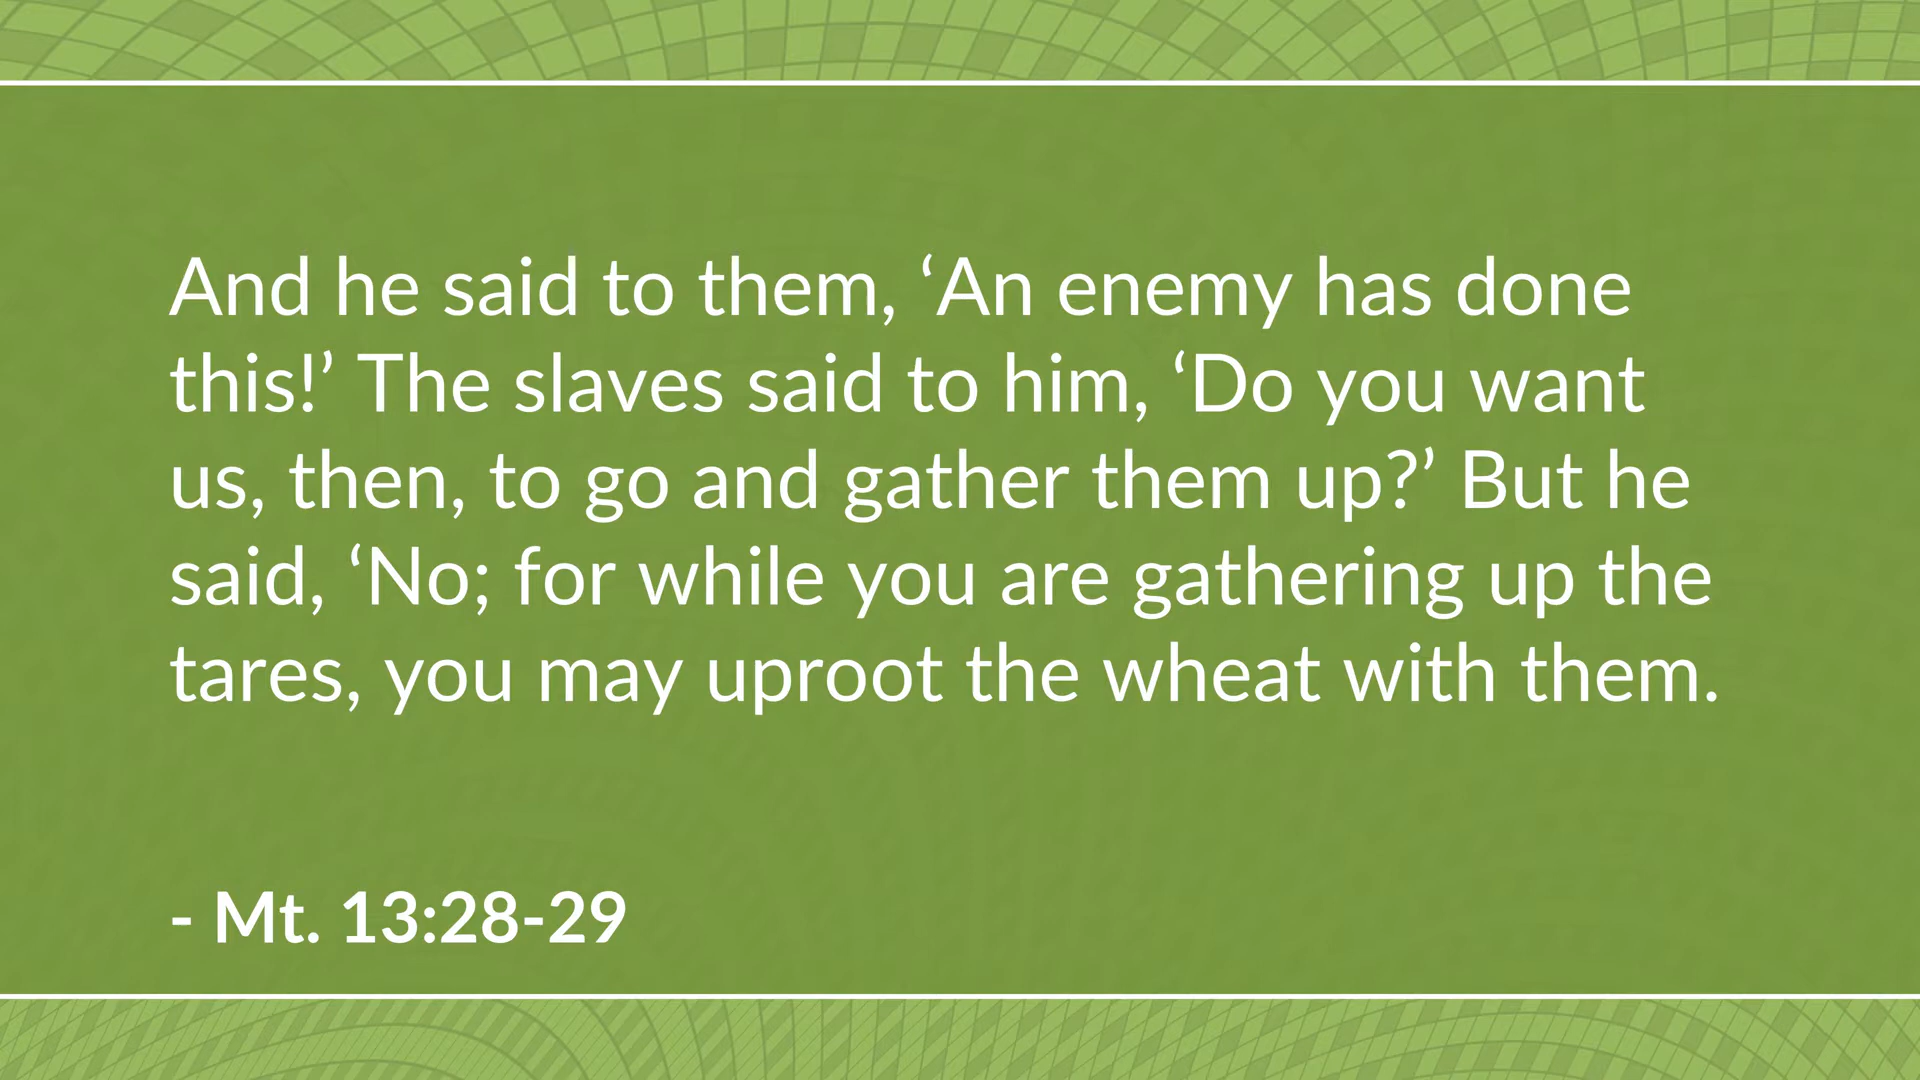 And he said to them, ‘An enemy has done
this!’ The slaves said to him, ‘Do you want
us, then, to go and gather them up?’ But he
said, ‘No; for while you are gathering up the
tares, you may uproot the wheat with them.
- Mt. 13:28-29